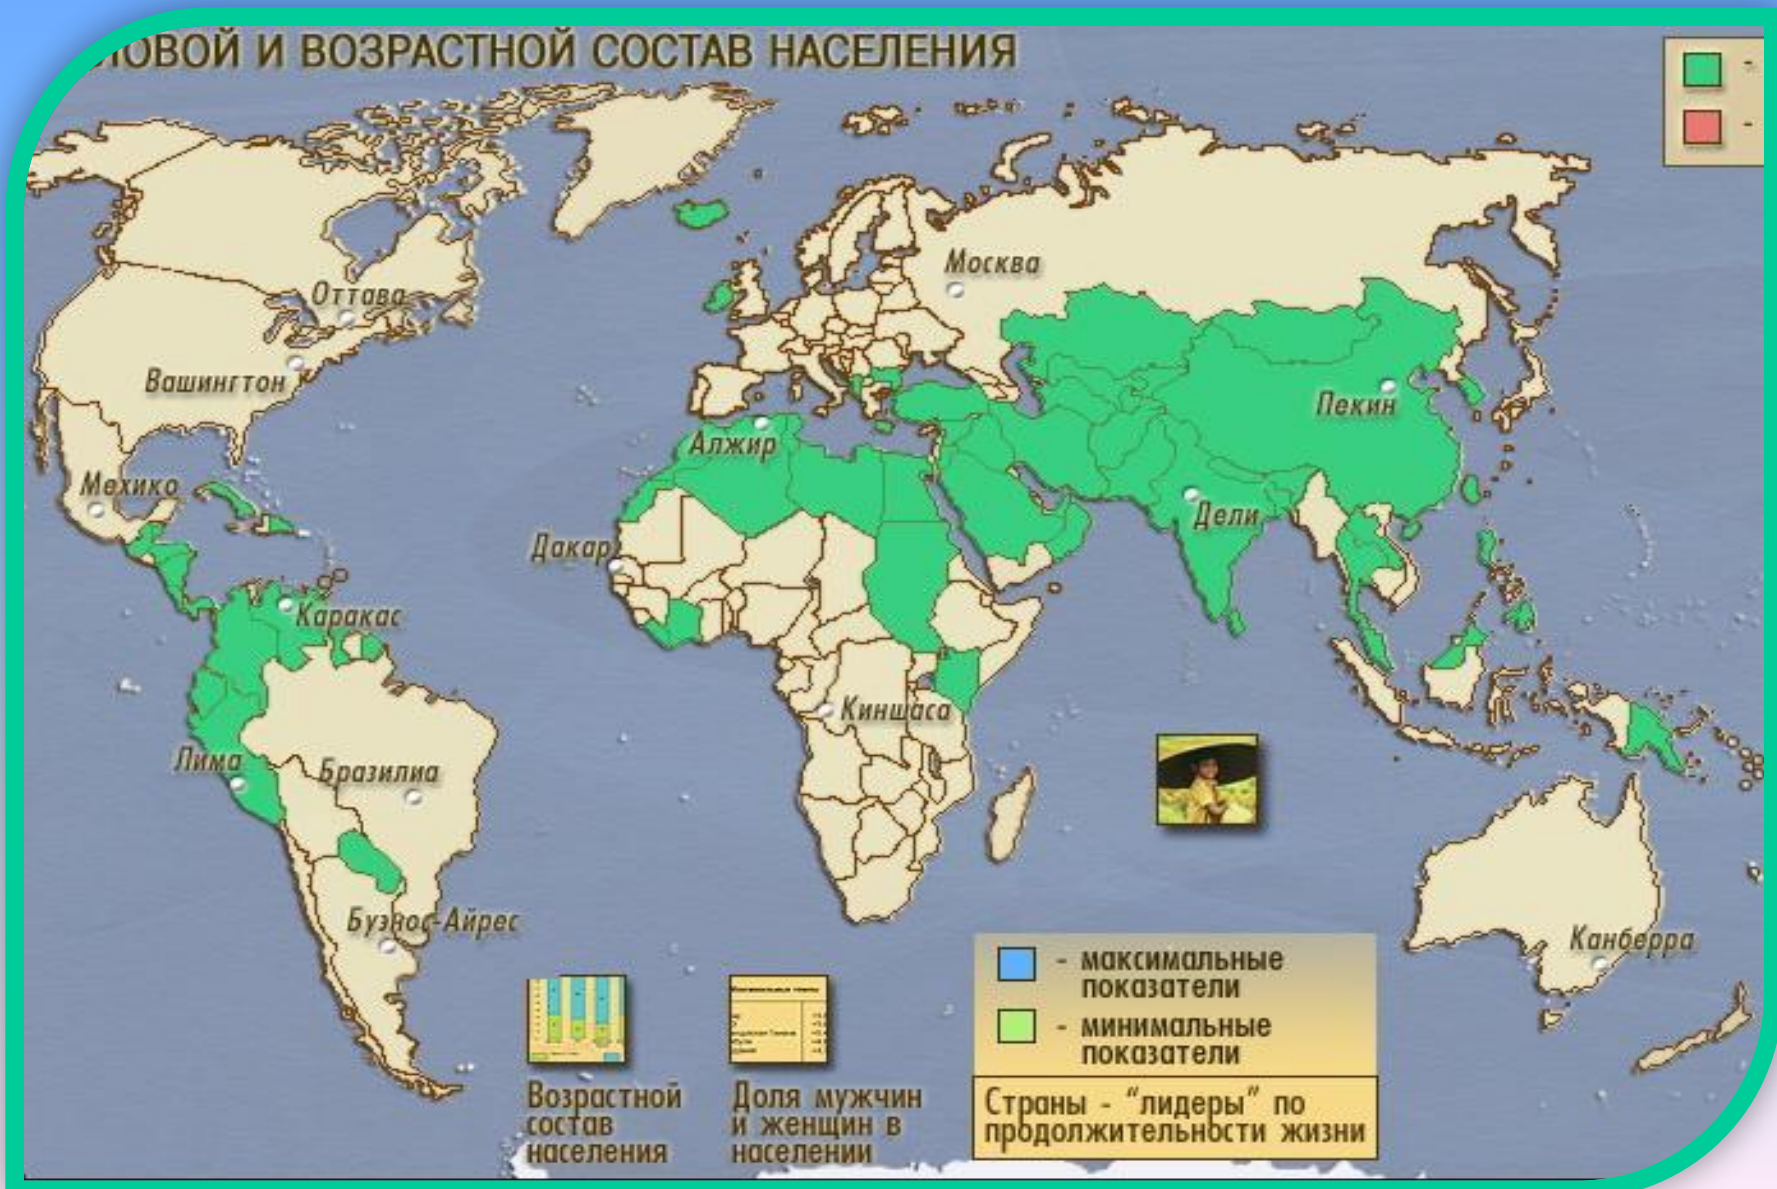 ПОЛОВОЙ И ВОЗРАСТНОЙ СОСТАВ НАСЕЛЕНИЯ
-
-
Москва
Оттава
Вашингтон
Пекин
Алжир
Мехико
Дели
Дакар
Каракас
Киншаса
Лима
Бразилиа
Буэнос-Айрес
Канберра
- максимальные
показатели
- минимальные
показатели
Страны - “лидеры” по
продолжительности жизни
Возрастной
состав
населения
Доля мужчин
и женщин в
населении